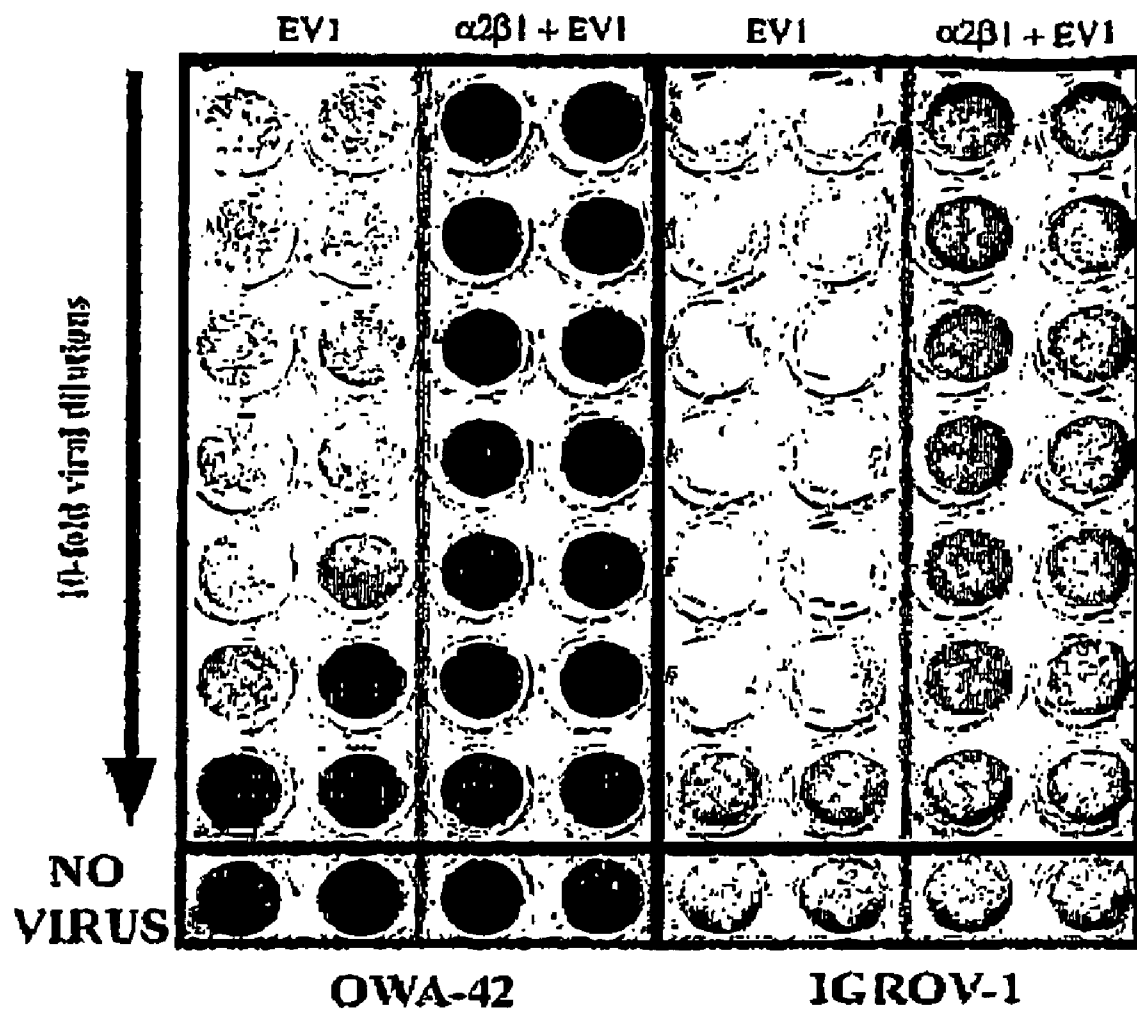 EV1 α2β1 + EV1 EV1 α2β1 + EV1
10-fold viral dilutions
NO
VIRUS
OWA-42 IGROV-1